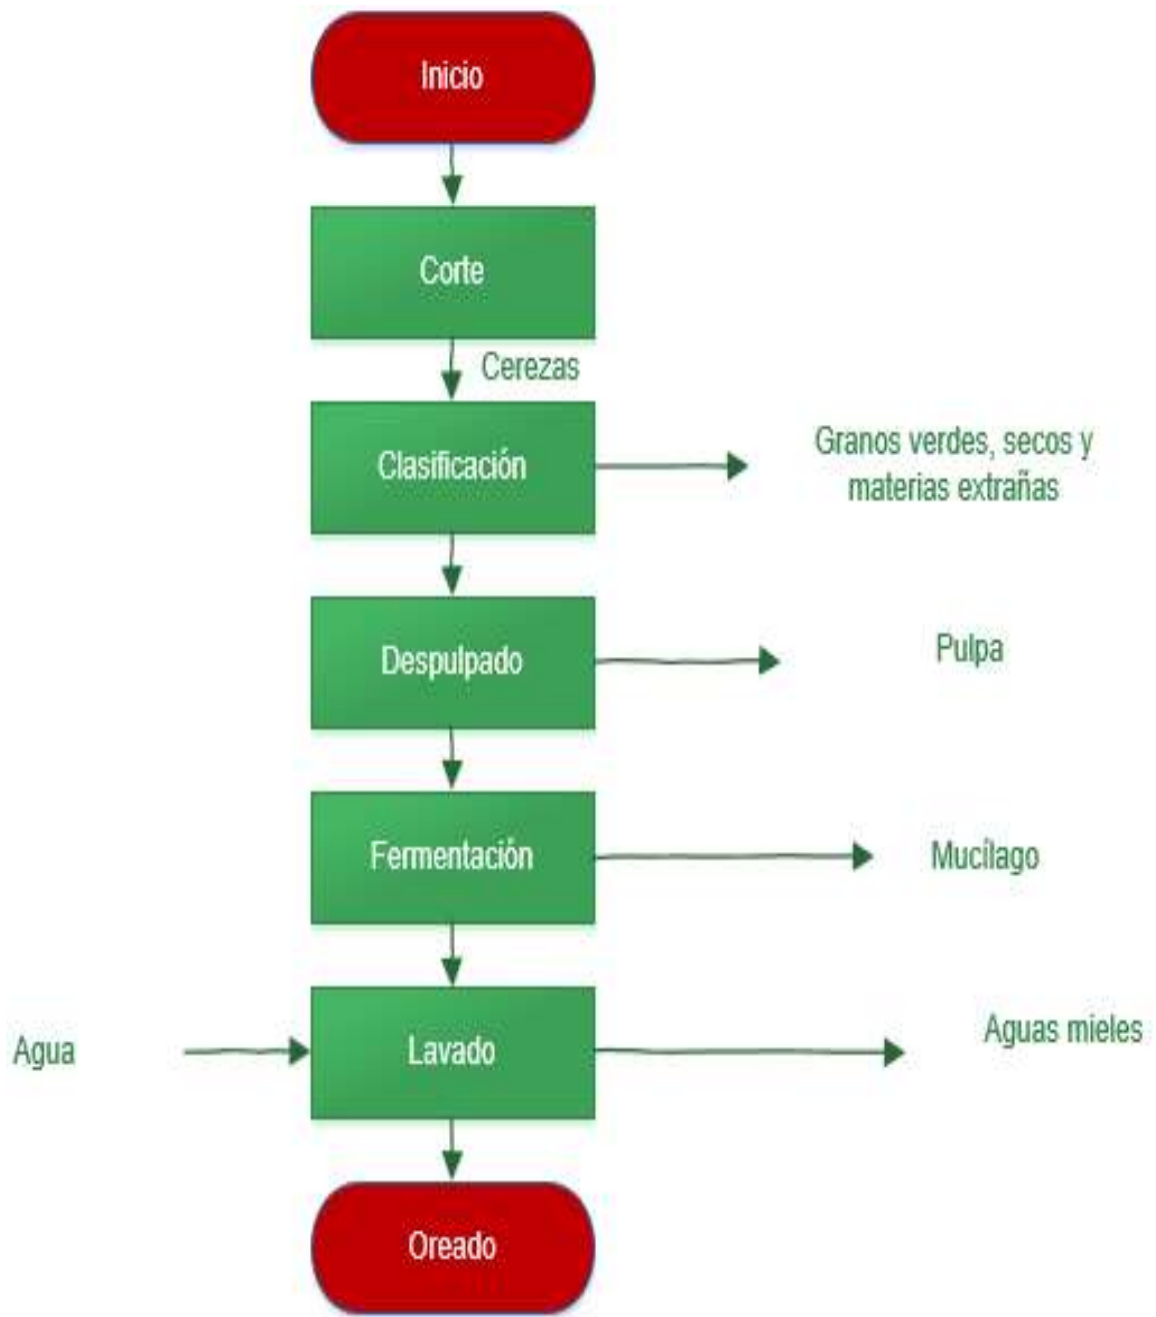 Inicio
Corte
Cerezas
Clasificación
Granos verdes, secos y
materias extrañas
Despulpado
Pulpa
Fermentación
Mucílago
Agua
Lavado
Aguas mieles
Oreado